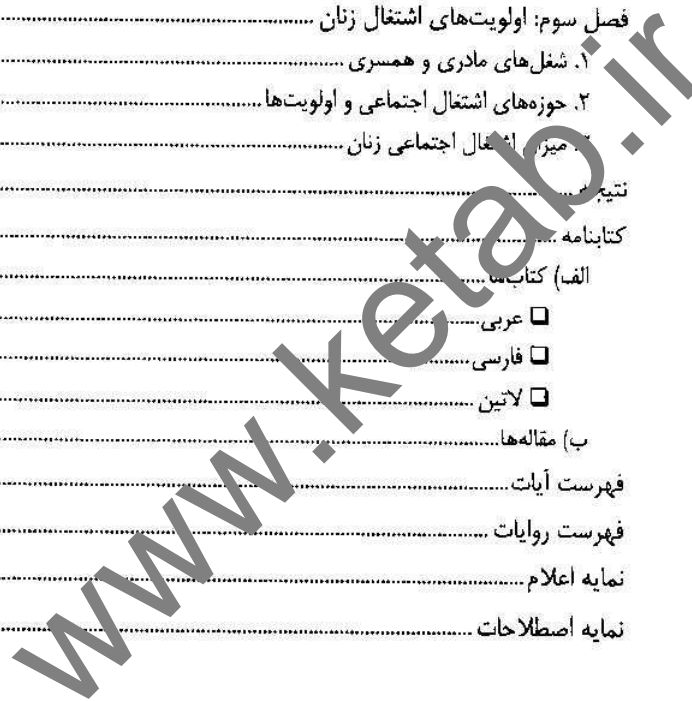 فصل سوم: اولویت‌های اشتغال زنان
۱. شغل‌های مادری و همسری
۲. حوزه‌های اشتغال اجتماعی و اولویت‌ها
۳. میزان اشتغال اجتماعی زنان
نتیجه
کتابنامه
الف) کتاب‌ها
❑ عربی
❑ فارسی
❑ لاتین
ب) مقاله‌ها
فهرست آیات
فهرست روایات
نمایه اعلام
نمایه اصطلاحات
www.ketab.ir